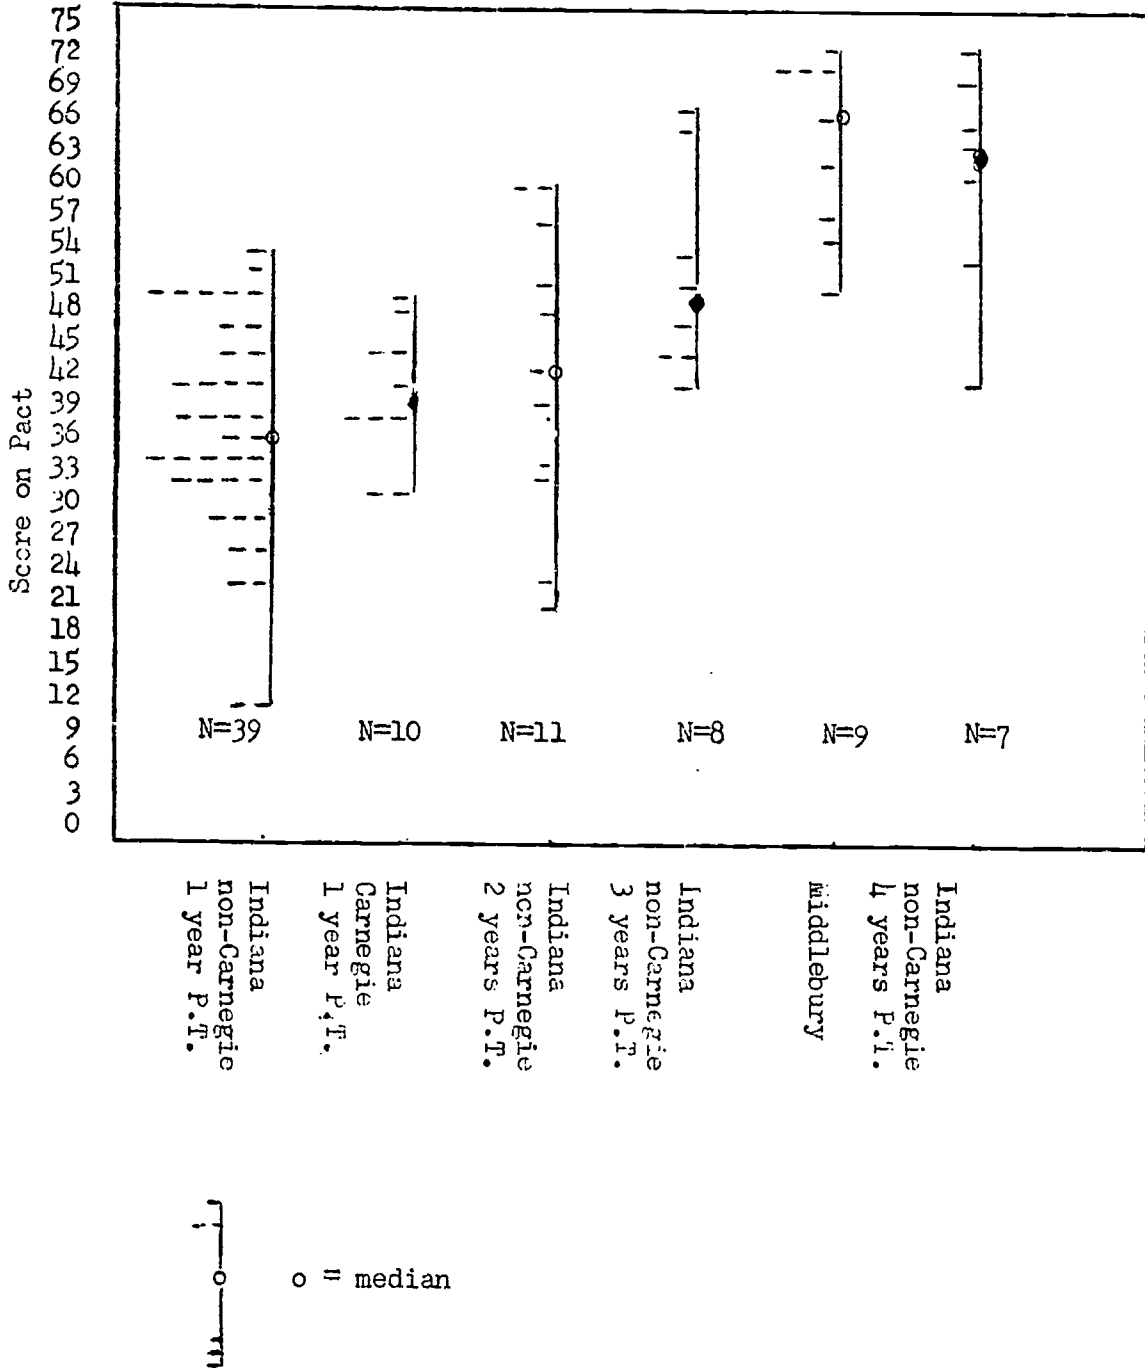 Score on Pact
75
72
69
66
63
60
57
54
51
48
45
42
39
36
33
30
27
24
21
18
15
12
9
6
3
0
N=39
N=10
N=11
N=8
N=9
N=7
Indiana
non-Carnegie
1 year P.T.
Indiana
Carnegie
1 year P.T.
Indiana
non-Carnegie
2 years P.T.
Indiana
non-Carnegie
3 years P.T.
Middlebury
Indiana
non-Carnegie
4 years P.T.
o = median